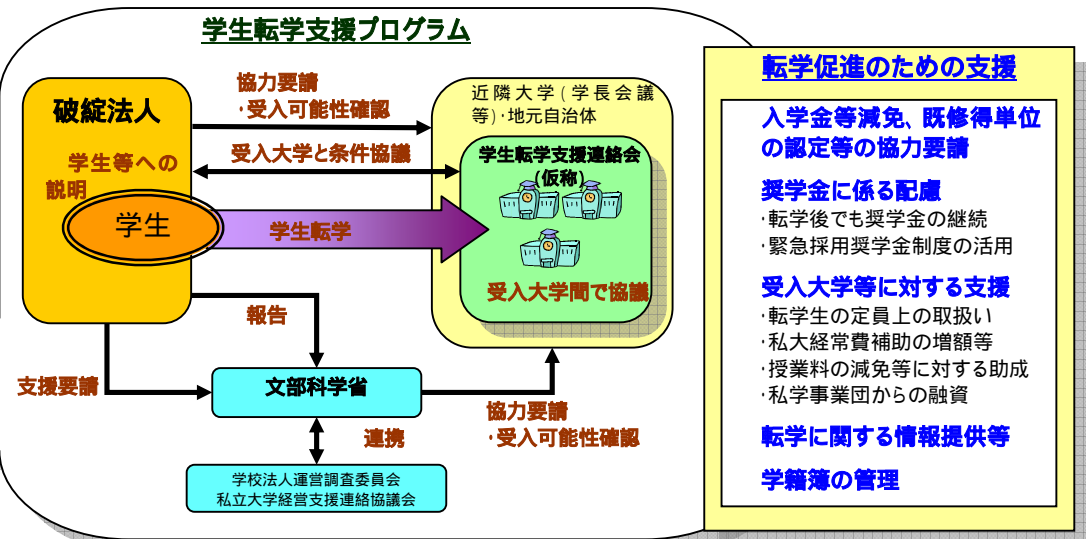 学生転学支援プログラム
破綻法人
学生等への
説明
学生
協力要請
･受入可能性確認
受入大学と条件協議
学生転学
近隣大学(学長会議
等)･地元自治体
学生転学支援連絡会
(仮称)
受入大学間で協議
報告
支援要請
文部科学省
連携
協力要請
･受入可能性確認
学校法人運営調査委員会
私立大学経営支援連絡協議会
転学促進のための支援
入学金等減免、既修得単位
の認定等の協力要請
奨学金に係る配慮
･転学後でも奨学金の継続
･緊急採用奨学金制度の活用
受入大学等に対する支援
･転学生の定員上の取扱い
･私大経常費補助の増額等
･授業料の減免等に対する助成
･私学事業団からの融資
転学に関する情報提供等
学籍簿の管理